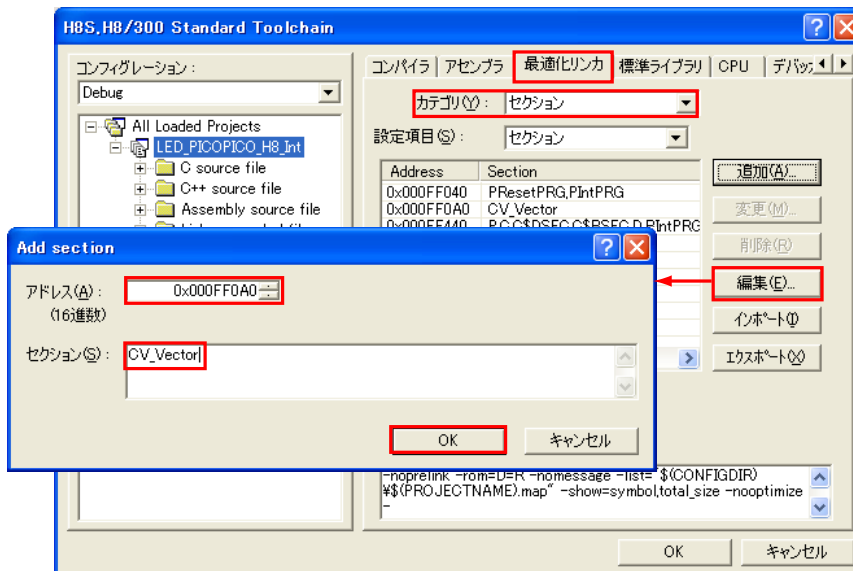 H8S,H8/300 Standard Toolchain
コンフィグレーション：
Debug
All Loaded Projects
LED_PICOPICO_H8_Int
C source file
C++ source file
Assembly source file
コンパイラ
アセンブラ
最適化リンカ
標準ライブラリ
CPU
カテゴリ(Y)：
セクション
設定項目(S)：
セクション
Address Section
0x000FF040 PResetPRG,PIntPRG
0x000FF0A0 CV_Vector
追加(A)...
変更(M)...
削除(R)
編集(E)...
インポート(I)
エクスポート(X)
Add section
アドレス(A)：
0x000FF0A0
(16進数)
セクション(S)：
CV_Vector
OK
キャンセル
-noprelink -rom=D=R -nomessage -list="$(CONFIGDIR)
¥$(PROJECTNAME).map" -show=symbol,total_size -nooptimize
-
OK
キャンセル